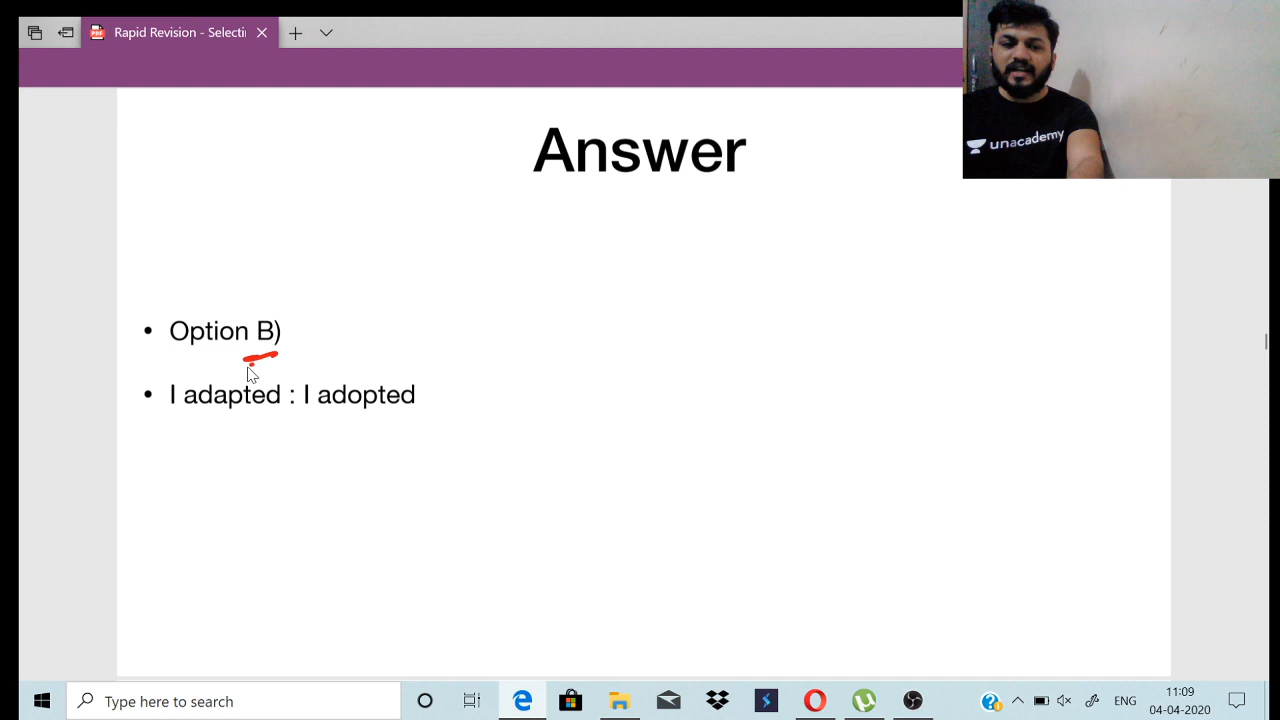 Rapid Revision - Selecti
unacademy
Answer
• Option B)
• I adapted : I adopted
Type here to search
ENG
11:09
04-04-2020